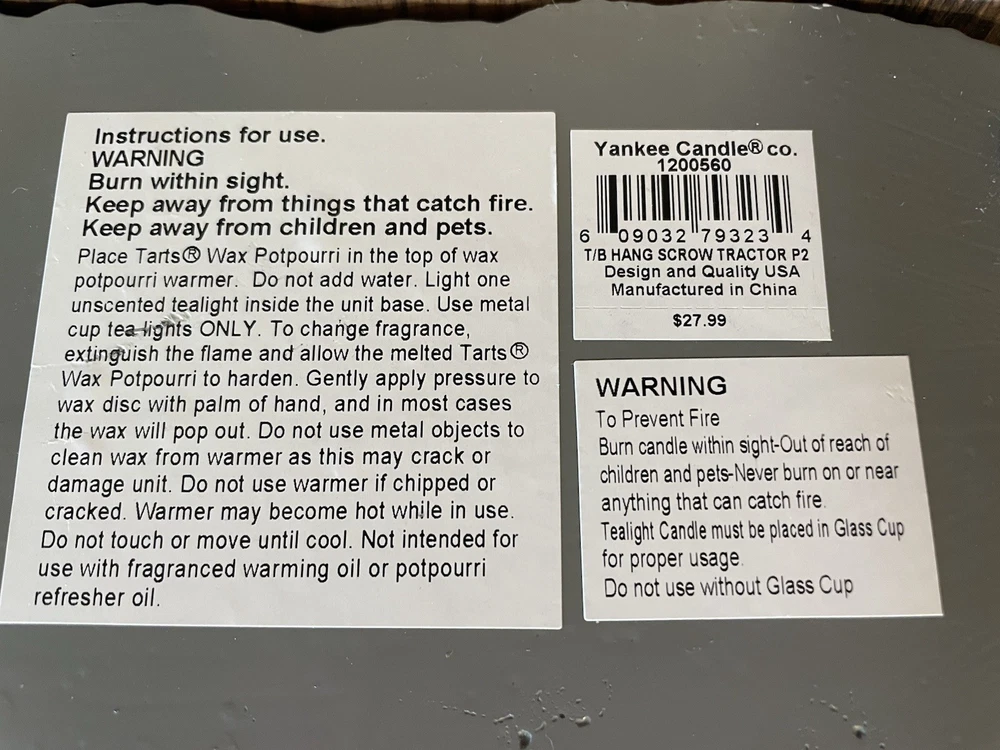 Instructions for use.
WARNING
Burn within sight.
Keep away from things that catch fire.
Keep away from children and pets.
Place Tarts® Wax Potpourri in the top of wax
potpourri warmer. Do not add water. Light one
unscented tealight inside the unit base. Use metal
cup tea lights ONLY. To change fragrance,
extinguish the flame and allow the melted Tarts®
Wax Potpourri to harden. Gently apply pressure to
wax disc with palm of hand, and in most cases
the wax will pop out. Do not use metal objects to
clean wax from warmer as this may crack or
damage unit. Do not use warmer if chipped or
cracked. Warmer may become hot while in use.
Do not touch or move until cool. Not intended for
use with fragranced warming oil or potpourri
refresher oil.
Yankee Candle® co.
1200560
6 09032 79323 4
T/B HANG SCROW TRACTOR P2
Design and Quality USA
Manufactured in China
$27.99
WARNING
To Prevent Fire
Burn candle within sight-Out of reach of
children and pets-Never burn on or near
anything that can catch fire.
Tealight Candle must be placed in Glass Cup
for proper usage.
Do not use without Glass Cup